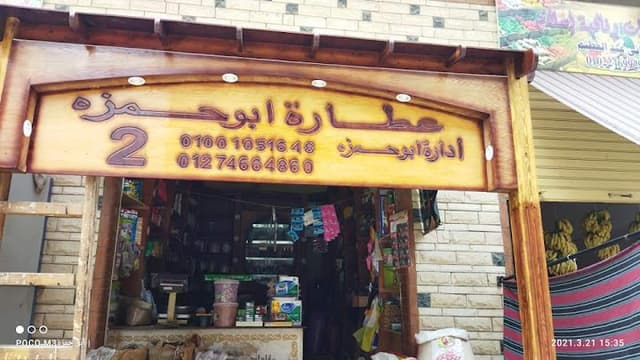 عطارة ابوحمزه
أدارة ابوحمزه
2
01001051648
01274664860
POCO M3
2021.3.21 15:35